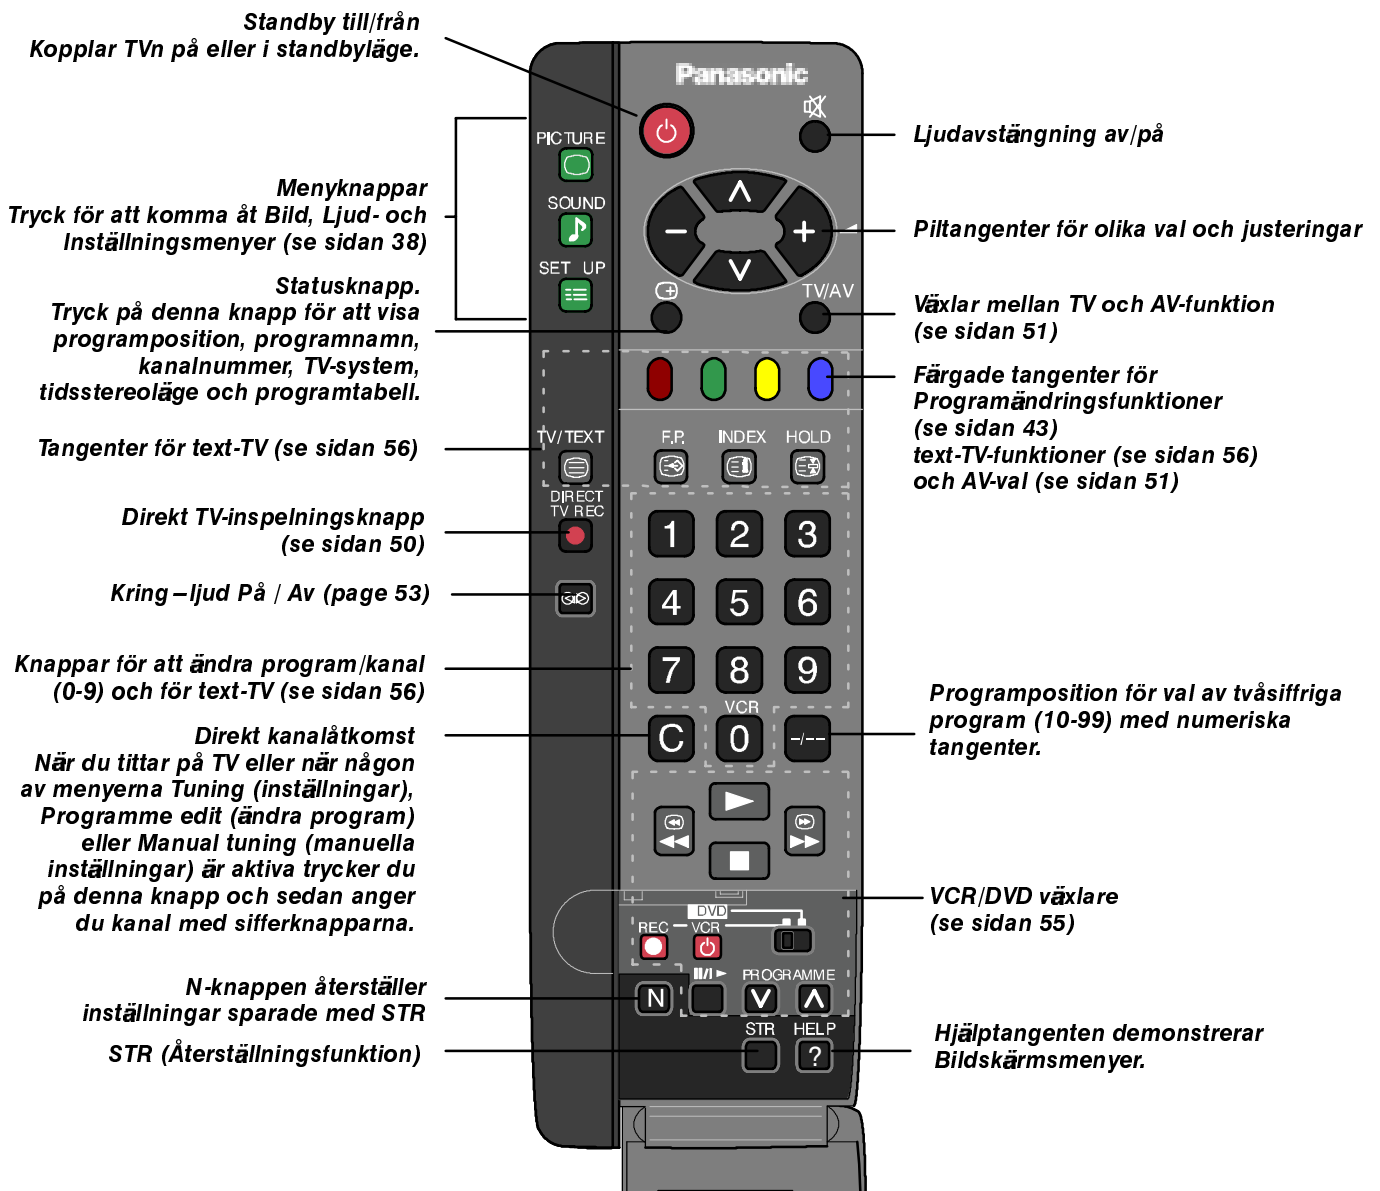 Standby till/från
Kopplar TVn på eller i standbyläge.
Panasonic
PICTURE
Ljudavstängning av/på
Menyknappar
Tryck för att komma åt Bild, Ljud- och
Inställningsmenyer (se sidan 38)
SOUND
Piltangenter för olika val och justeringar
SET UP
TV/AV
Statusknapp.
Tryck på denna knapp för att visa
programposition, programnamn,
kanalnummer, TV-system,
tidsstereoläge och programtabell.
Växlar mellan TV och AV-funktion
(se sidan 51)
Färgade tangenter för
Programändringsfunktioner
(se sidan 43)
text-TV-funktioner (se sidan 56)
och AV-val (se sidan 51)
Tangenter för text-TV (se sidan 56)
TV/TEXT
F.P.
INDEX
HOLD
DIRECT
TV REC
Direkt TV-inspelningsknapp
(se sidan 50)
1
2
3
Kring–ljud På / Av (page 53)
4
5
6
Knappar för att ändra program/kanal
(0-9) och för text-TV (se sidan 56)
7
8
9
VCR
C
0
-/--
Programposition för val av tvåsiffriga
program (10-99) med numeriska
tangenter.
Direkt kanalåtkomst
När du tittar på TV eller när någon
av menyerna Tuning (inställningar),
Programme edit (ändra program)
eller Manual tuning (manuella
inställningar) är aktiva trycker du
på denna knapp och sedan anger
du kanal med sifferknapparna.
VCR/DVD växlare
(se sidan 55)
DVD
REC
VCR
PROGRAMME
N
N-knappen återställer
inställningar sparade med STR
STR
HELP
?
STR (Återställningsfunktion)
Hjälptangenten demonstrerar
Bildskärmsmenyer.